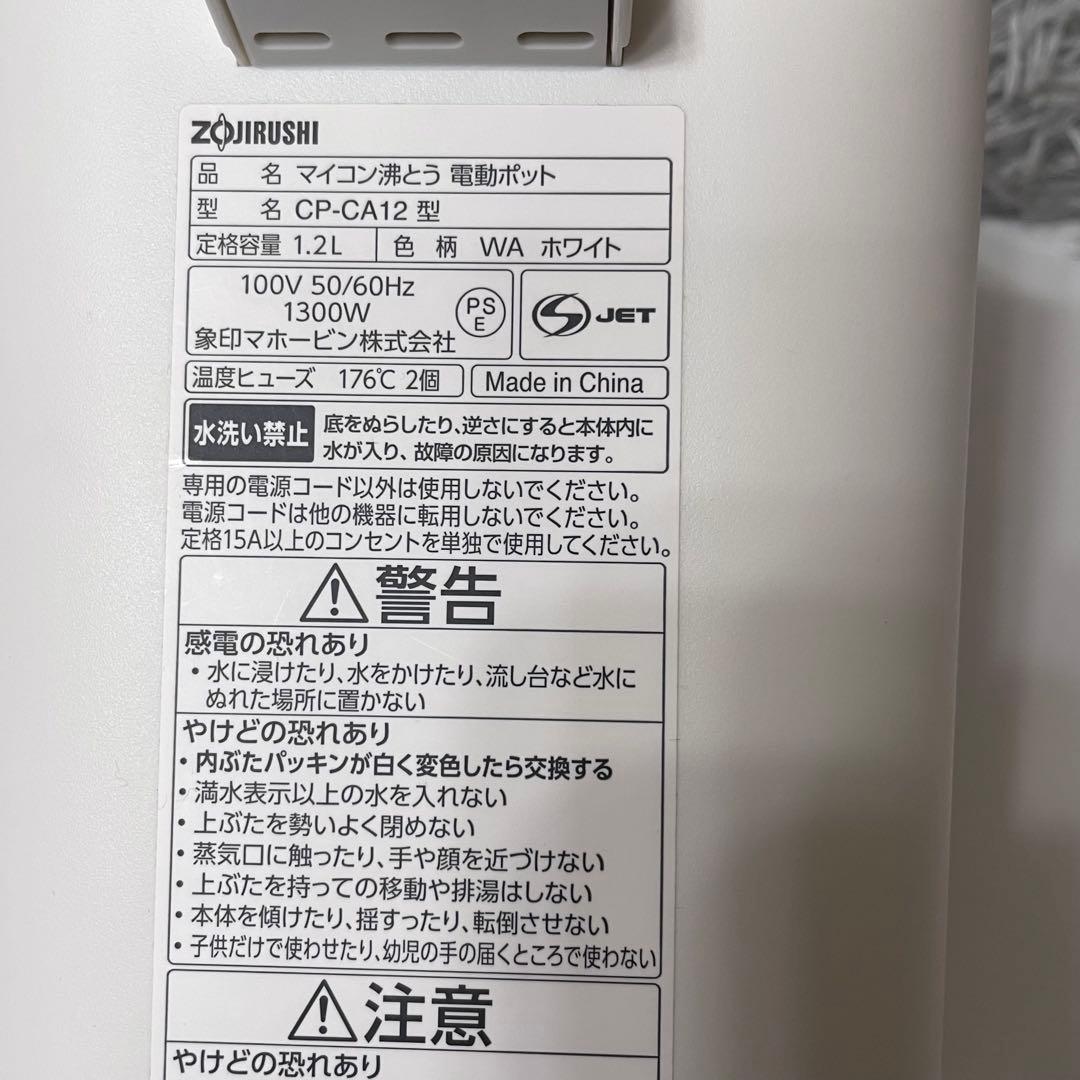 ZOJIRUSHI
品 名 マイコン沸とう 電動ポット
型 名 CP-CA12 型
定格容量 1.2L 色 柄 WA ホワイト
100V 50/60Hz
1300W
象印マホービン株式会社
PSE
S JET
温度ヒューズ 176℃ 2個
Made in China
水洗い禁止
底をぬらしたり、逆さにすると本体内に
水が入り、故障の原因になります。
専用の電源コード以外は使用しないでください。
電源コードは他の機器に転用しないでください。
定格15A以上のコンセントを単独で使用してください。
警告
感電の恐れあり
・水に浸けたり、水をかけたり、流し台など水に
ぬれた場所に置かない
やけどの恐れあり
・内ぶたパッキンが白く変色したら交換する
・満水表示以上の水を入れない
・上ぶたを勢いよく閉めない
・蒸気口に触ったり、手や顔を近づけない
・上ぶたを持っての移動や排湯はしない
・本体を傾けたり、揺すったり、転倒させない
・子供だけで使わせたり、幼児の手の届くところで使わない
注意
やけどの恐れあり